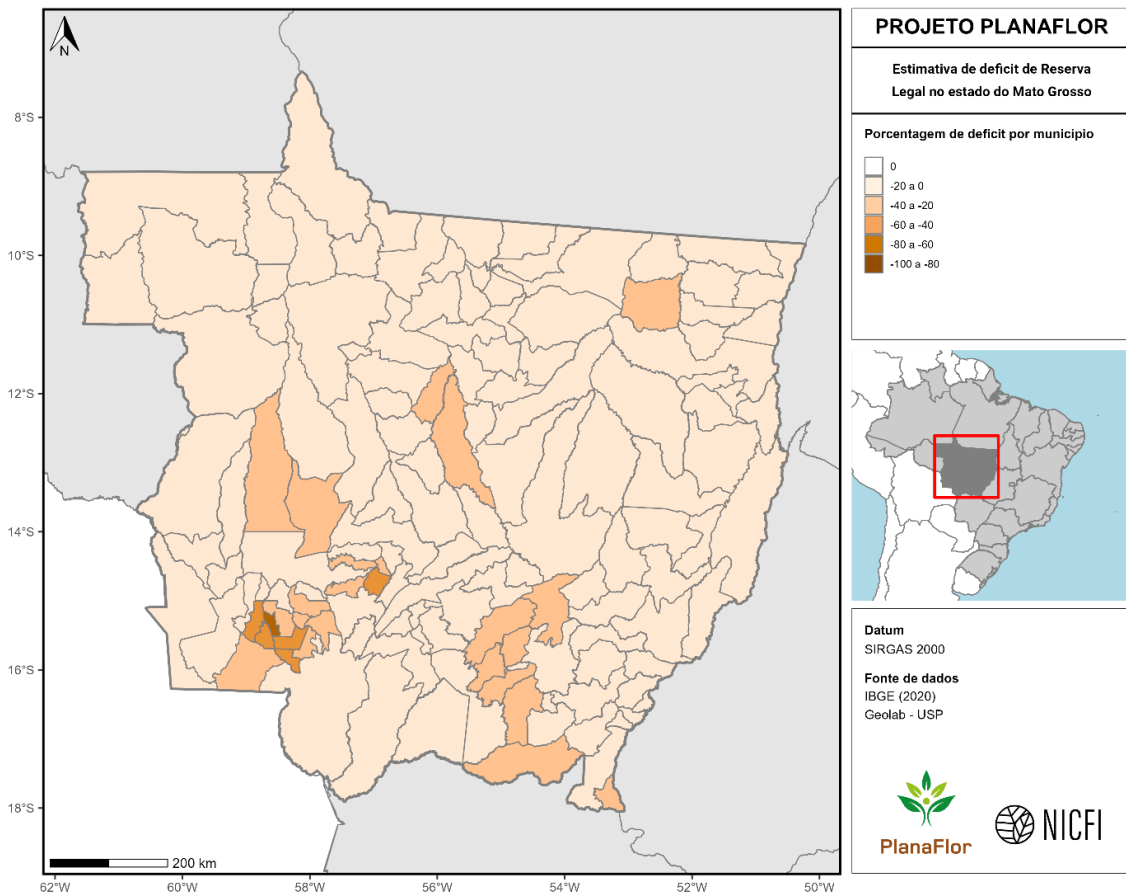 N
8°S
10°S
12°S
14°S
16°S
18°S
200 km
62°W
60°W
58°W
56°W
54°W
52°W
50°W
PROJETO PLANAFLOR
Estimativa de deficit de Reserva
Legal no estado do Mato Grosso
Porcentagem de deficit por município
0
-20 a 0
-40 a -20
-60 a -40
-80 a -60
-100 a -80
Datum
SIRGAS 2000
Fonte de dados
IBGE (2020)
Geolab - USP
PlanaFlor
NICFI